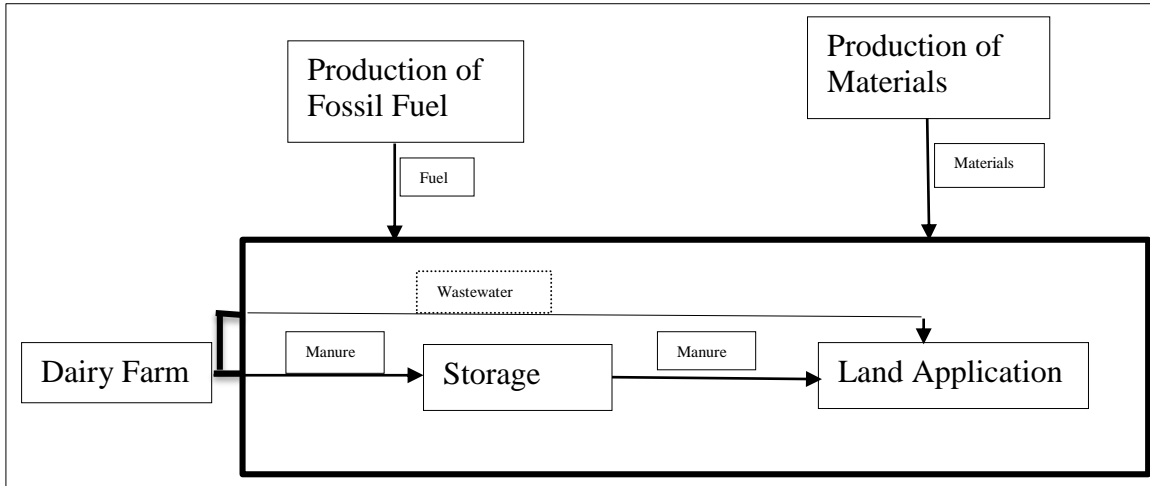 Production of
Fossil Fuel
Production of
Materials
Fuel
Materials
Wastewater
Dairy Farm
Manure
Storage
Manure
Land Application